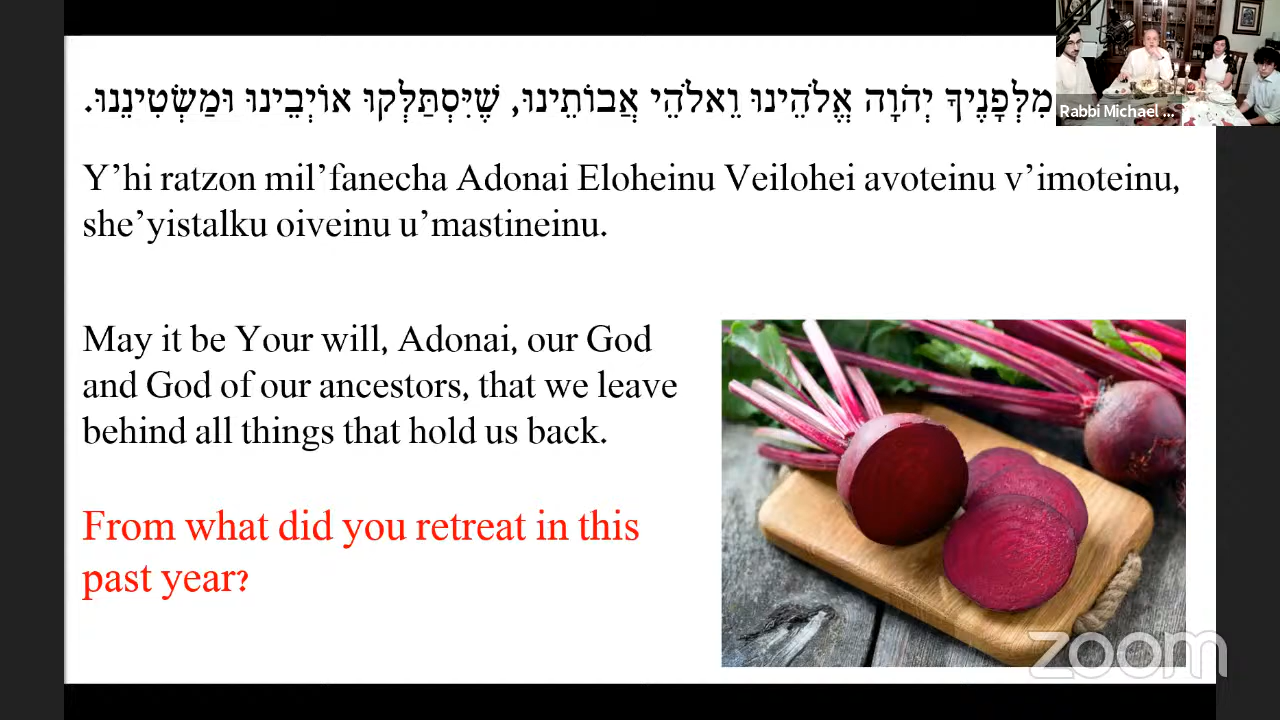 מִלְּפָנֶיךָ יְהֹוָה אֱלֹהֵינוּ וֵאלֹהֵי אֲבוֹתֵינוּ, שֶׁיִּסְתַּלְּקוּ אוֹיְבֵינוּ וּמַשְׂטִינֵנוּ.
Rabbi Michael ...
Y’hi ratzon mil’fanecha Adonai Eloheinu Veilohei avoteinu v’imoteinu,
she’yistalku oiveinu u’mastineinu.
May it be Your will, Adonai, our God
and God of our ancestors, that we leave
behind all things that hold us back.
From what did you retreat in this
past year?
zoom